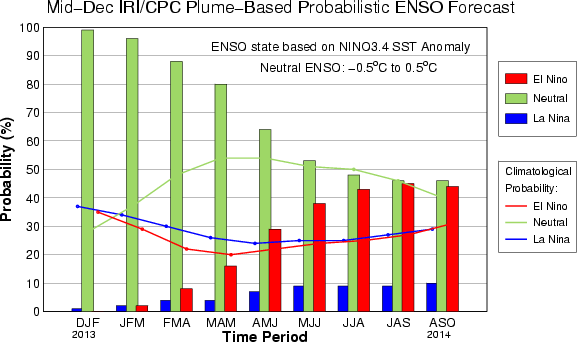 Mid–Dec IRI/CPC Plume–Based Probabilistic ENSO Forecast
ENSO state based on NINO3.4 SST Anomaly
Neutral ENSO: −0.5°C to 0.5°C
Probability (%)
100
90
80
70
60
50
40
30
20
10
0
DJF JFM FMA MAM AMJ MJJ JJA JAS ASO
2013 2014
Time Period
El Nino
Neutral
La Nina
Climatological
Probability:
El Nino
Neutral
La Nina